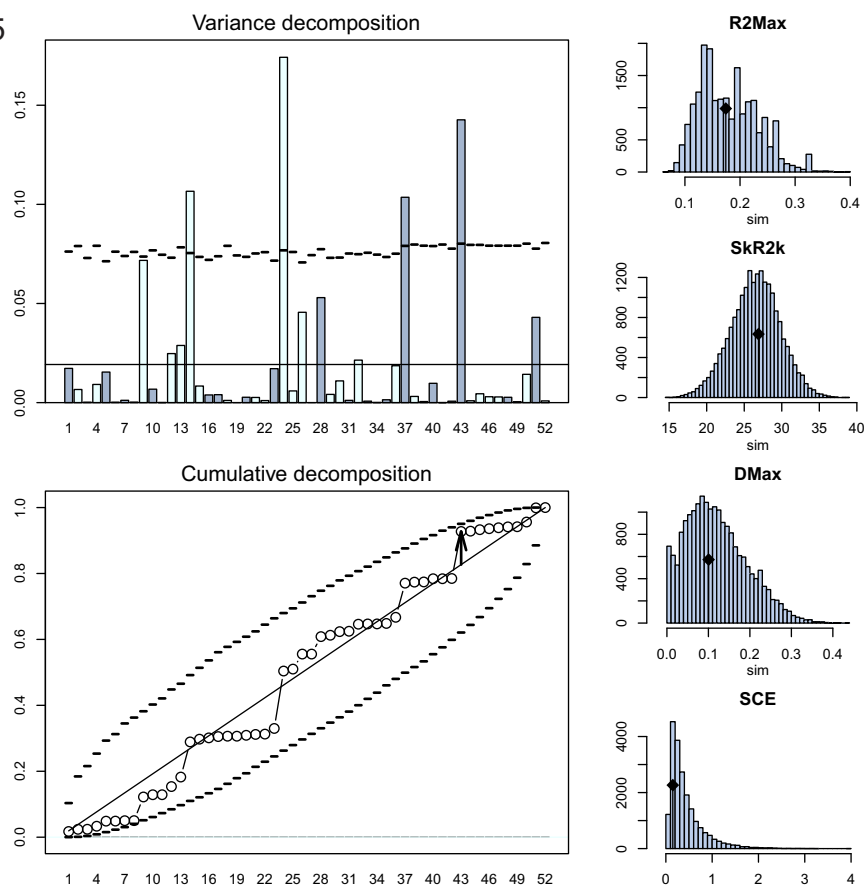 5
Variance decomposition
0.00 0.05 0.10 0.15
1 4 7 10 13 16 19 22 25 28 31 34 37 40 43 46 49 52
Cumulative decomposition
0.0 0.2 0.4 0.6 0.8 1.0
1 4 7 10 13 16 19 22 25 28 31 34 37 40 43 46 49 52
R2Max
0 500 1500
0.1 0.2 0.3 0.4
sim
SkR2k
0 400 800 1200
15 20 25 30 35 40
sim
DMax
0 400 800
0.0 0.1 0.2 0.3 0.4
sim
SCE
0 2000 4000
0 1 2 3 4